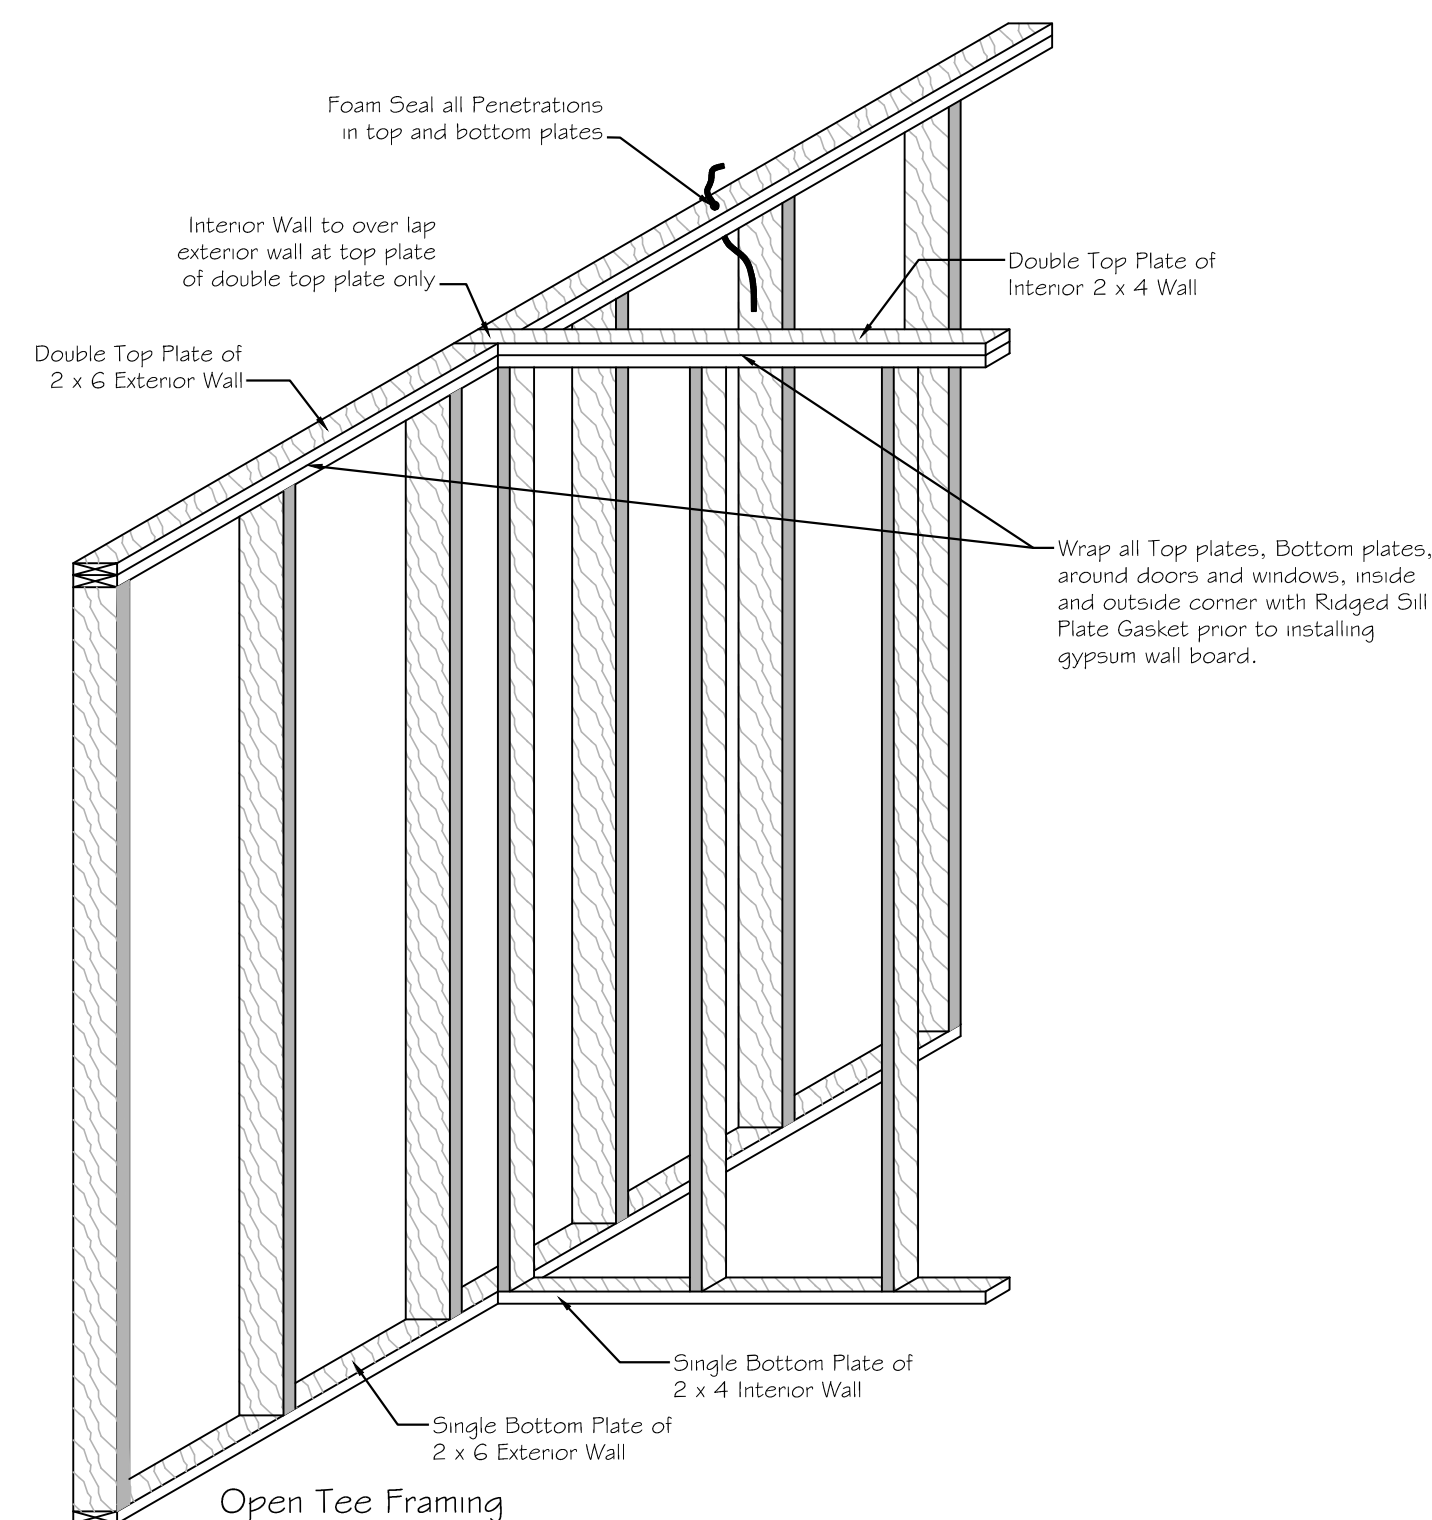 Foam Seal all Penetrations
in top and bottom plates
Interior Wall to over lap
exterior wall at top plate
of double top plate only
Double Top Plate of
Interior 2 x 4 Wall
Double Top Plate of
2 x 6 Exterior Wall
Wrap all Top plates, Bottom plates,
around doors and windows, inside
and outside corner with Ridged Sill
Plate Gasket prior to installing
gypsum wall board.
Single Bottom Plate of
2 x 4 Interior Wall
Single Bottom Plate of
2 x 6 Exterior Wall
Open Tee Framing